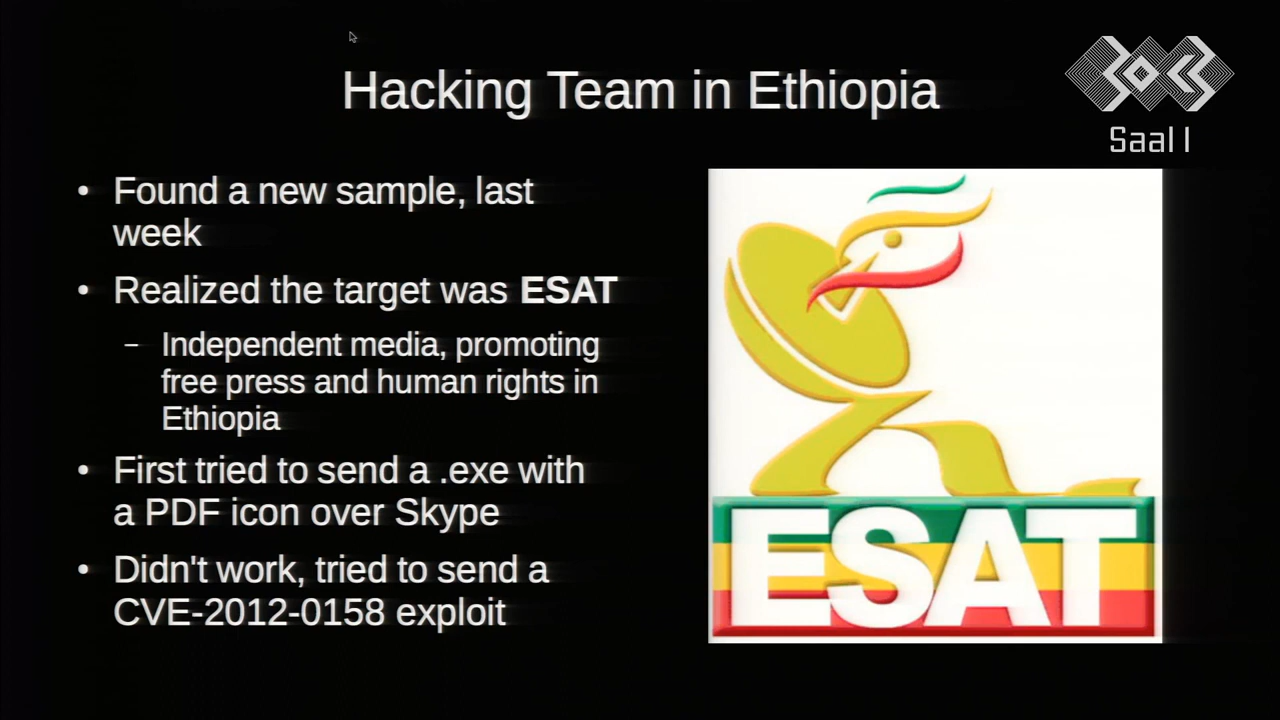 Hacking Team in Ethiopia
Saal 1
• Found a new sample, last
week
• Realized the target was ESAT
– Independent media, promoting
free press and human rights in
Ethiopia
• First tried to send a .exe with
a PDF icon over Skype
• Didn't work, tried to send a
CVE-2012-0158 exploit
ESAT